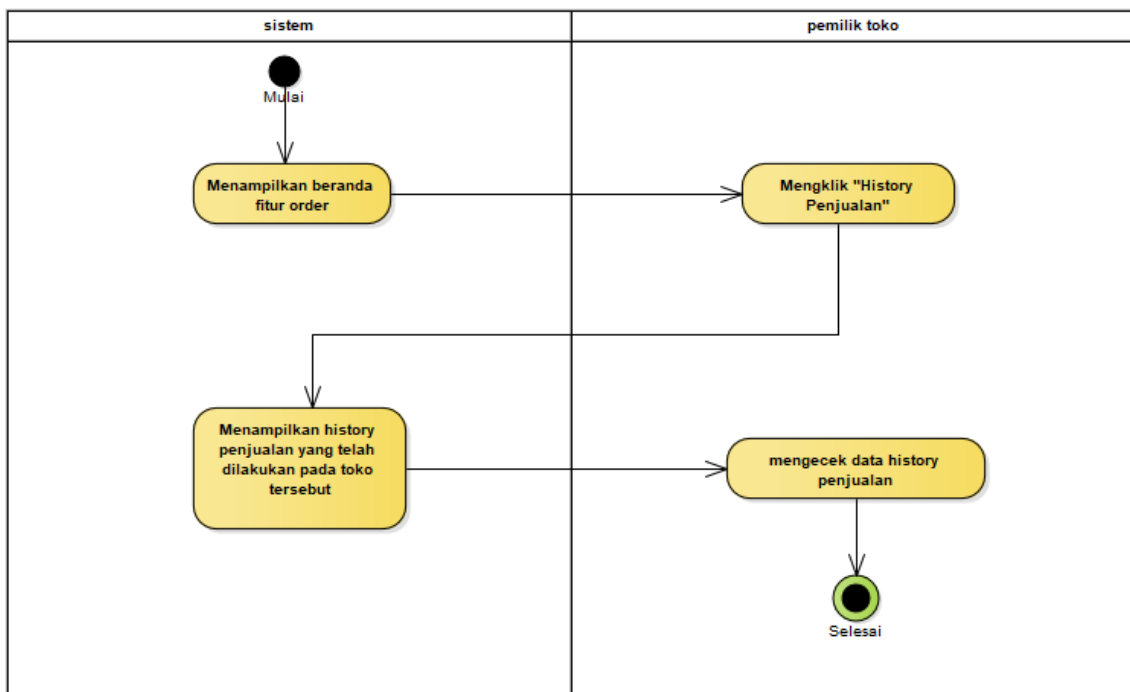 sistem
pemilik toko
Mulai
Menampilkan beranda
fitur order
Mengklik "History
Penjualan"
Menampilkan history
penjualan yang telah
dilakukan pada toko
tersebut
mengecek data history
penjualan
Selesai